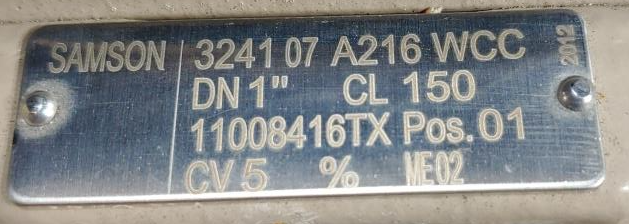 SAMSON 3241 07 A216 WCC 2012
DN 1" CL 150
11008416TX Pos. 01
CV 5 % ME02